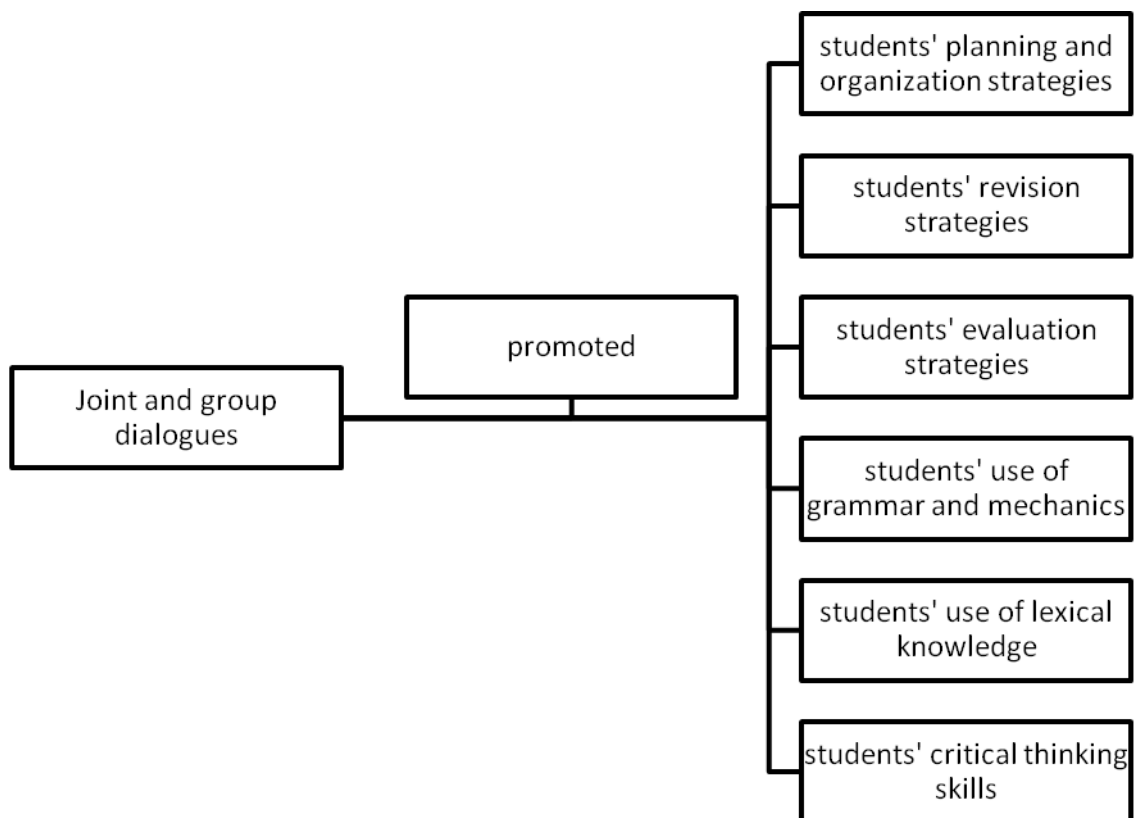 Joint and group
dialogues
promoted
students' planning and
organization strategies
students' revision
strategies
students' evaluation
strategies
students' use of
grammar and mechanics
students' use of lexical
knowledge
students' critical thinking
skills